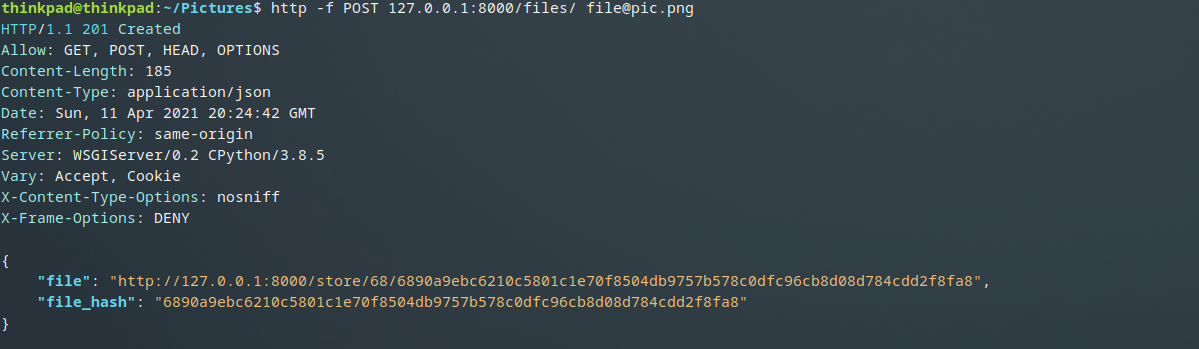 thinkpad@thinkpad:~/Pictures$ http -f POST 127.0.0.1:8000/files/ file@pic.png
HTTP/1.1 201 Created
Allow: GET, POST, HEAD, OPTIONS
Content-Length: 185
Content-Type: application/json
Date: Sun, 11 Apr 2021 20:24:42 GMT
Referrer-Policy: same-origin
Server: WSGIServer/0.2 CPython/3.8.5
Vary: Accept, Cookie
X-Content-Type-Options: nosniff
X-Frame-Options: DENY
{
    "file": "http://127.0.0.1:8000/store/68/6890a9ebc6210c5801c1e70f8504db9757b578c0dfc96cb8d08d784cdd2f8fa8",
    "file_hash": "6890a9ebc6210c5801c1e70f8504db9757b578c0dfc96cb8d08d784cdd2f8fa8"
}